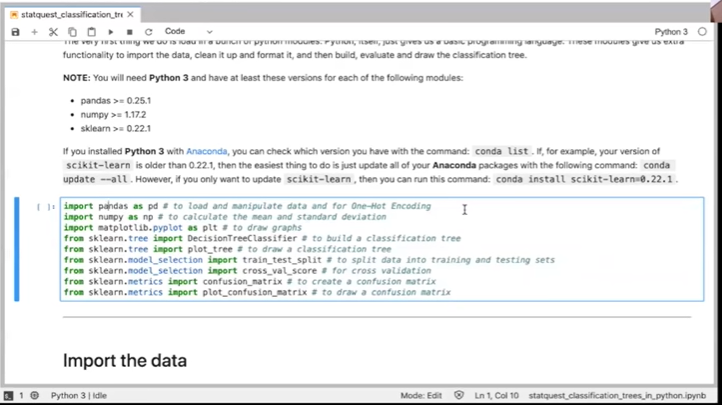 statquest_classification_tre
Code
Python 3
The very first thing we do is load in a bunch of python modules. Python, itself, just gives us a basic programming language. These modules give us extra
functionality to import the data, clean it up and format it, and then build, evaluate and draw the classification tree.
NOTE: You will need Python 3 and have at least these versions for each of the following modules:
• pandas >= 0.25.1
• numpy >= 1.17.2
• sklearn >= 0.22.1
If you installed Python 3 with Anaconda, you can check which version you have with the command: conda list. If, for example, your version of
scikit-learn is older than 0.22.1, then the easiest thing to do is just update all of your Anaconda packages with the following command: conda
update --all. However, if you only want to update scikit-learn, then you can run this command: conda install scikit-learn=0.22.1.
[ ]:
import pandas as pd # to load and manipulate data and for One-Hot Encoding
import numpy as np # to calculate the mean and standard deviation
import matplotlib.pyplot as plt # to draw graphs
from sklearn.tree import DecisionTreeClassifier # to build a classification tree
from sklearn.tree import plot_tree # to draw a classification tree
from sklearn.model_selection import train_test_split # to split data into training and testing sets
from sklearn.model_selection import cross_val_score # for cross validation
from sklearn.metrics import confusion_matrix # to create a confusion matrix
from sklearn.metrics import plot_confusion_matrix # to draw a confusion matrix
Import the data
1 Python 3 | Idle Mode: Edit Ln 1, Col 10 statquest_classification_trees_in_python.ipynb